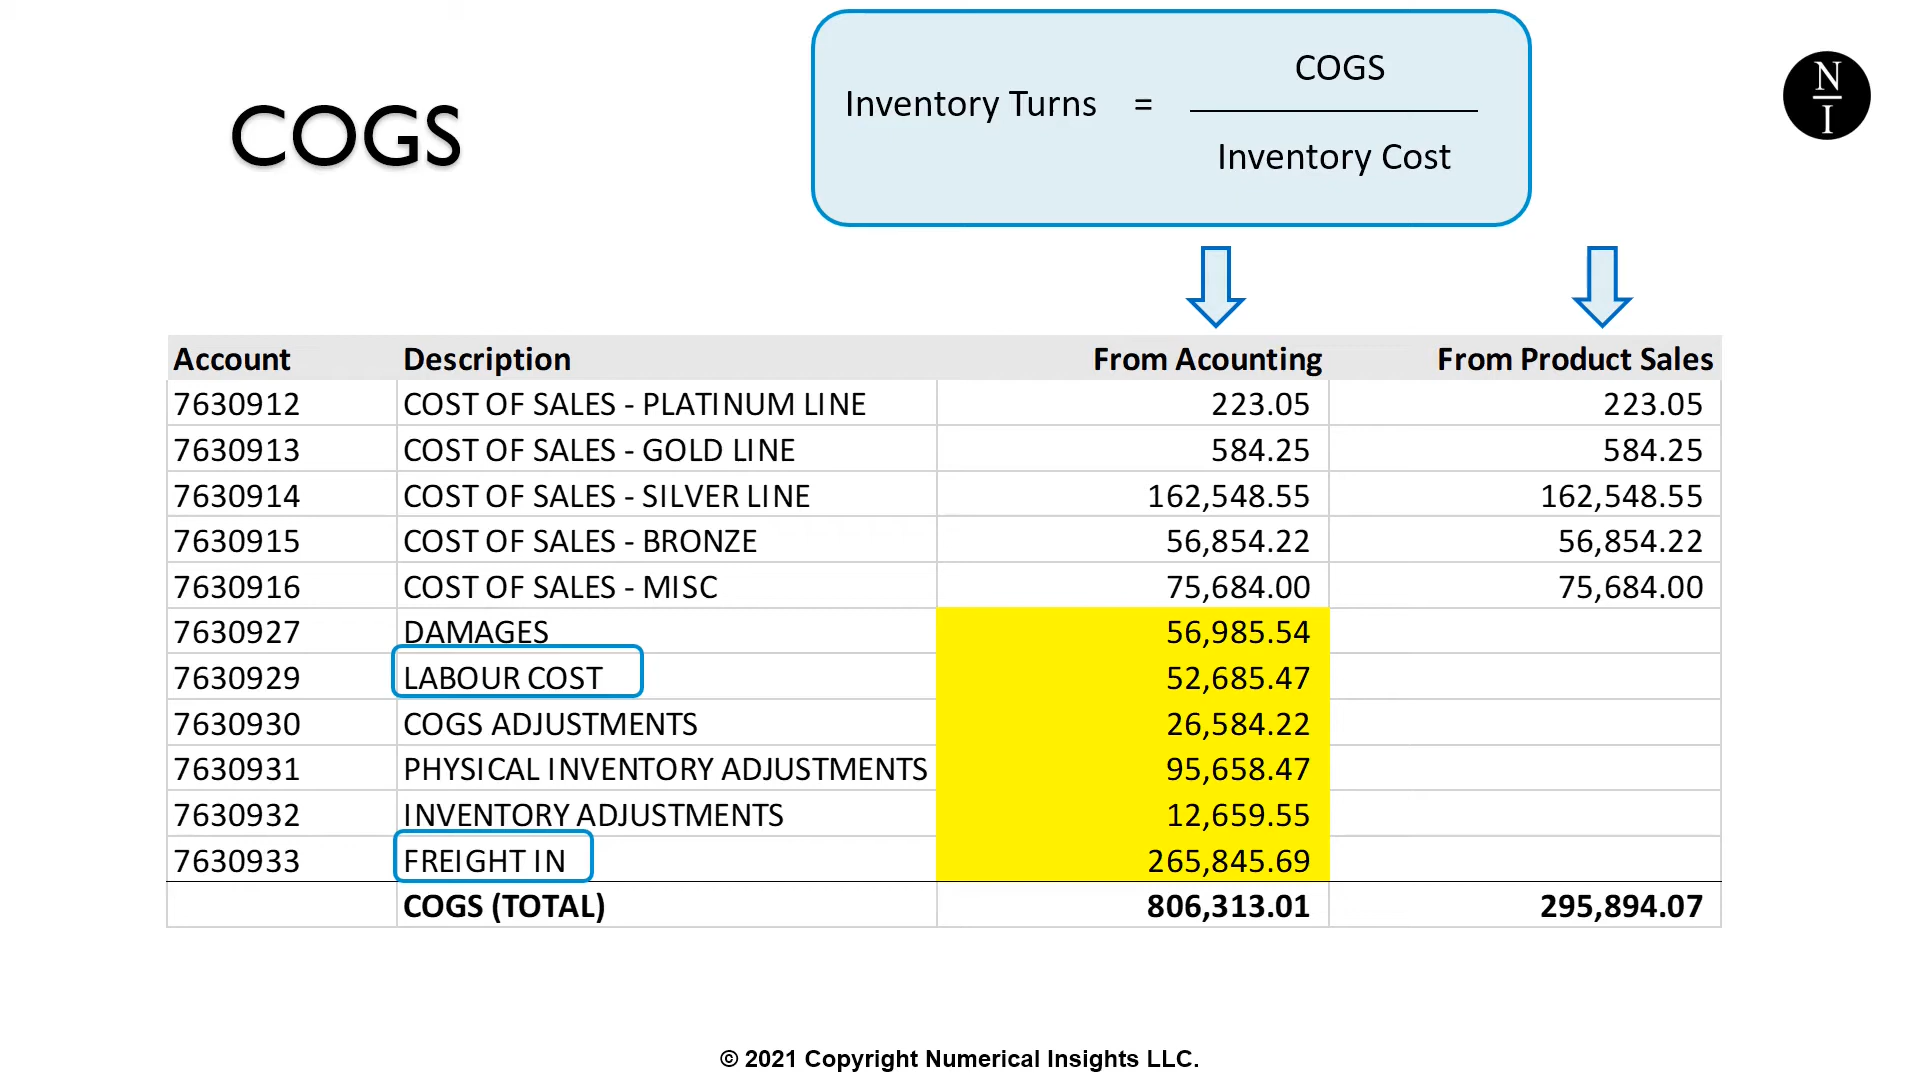 COGS
COGS
Inventory Turns =
Inventory Cost
N
I
Account Description From Acounting From Product Sales
7630912 COST OF SALES - PLATINUM LINE 223.05 223.05
7630913 COST OF SALES - GOLD LINE 584.25 584.25
7630914 COST OF SALES - SILVER LINE 162,548.55 162,548.55
7630915 COST OF SALES - BRONZE 56,854.22 56,854.22
7630916 COST OF SALES - MISC 75,684.00 75,684.00
7630927 DAMAGES 56,985.54
7630929 LABOUR COST 52,685.47
7630930 COGS ADJUSTMENTS 26,584.22
7630931 PHYSICAL INVENTORY ADJUSTMENTS 95,658.47
7630932 INVENTORY ADJUSTMENTS 12,659.55
7630933 FREIGHT IN 265,845.69
COGS (TOTAL) 806,313.01 295,894.07
© 2021 Copyright Numerical Insights LLC.